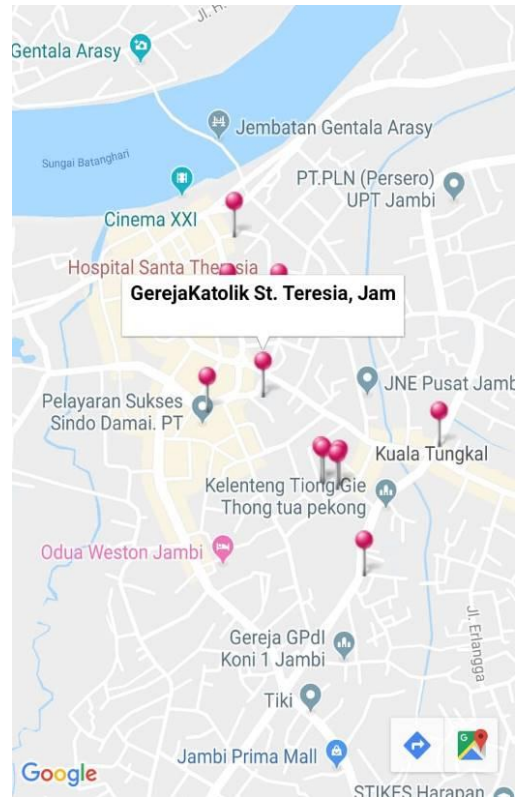 Jl. H.
Gentala Arasy
Jembatan Gentala Arasy
Sungai Batanghari
PT.PLN (Persero)
UPT Jambi
Cinema XXI
Hospital Santa Theresia
GerejaKatolik St. Teresia, Jam
JNE Pusat Jamb
Pelayaran Sukses
Sindo Damai. PT
Kuala Tungkal
Kelenteng Tiong Gie
Thong tua pekong
Odua Weston Jambi
Jl. Erlangga
Gereja GPdI
Koni 1 Jambi
Tiki
Jambi Prima Mall
Google
STIKES Harapan